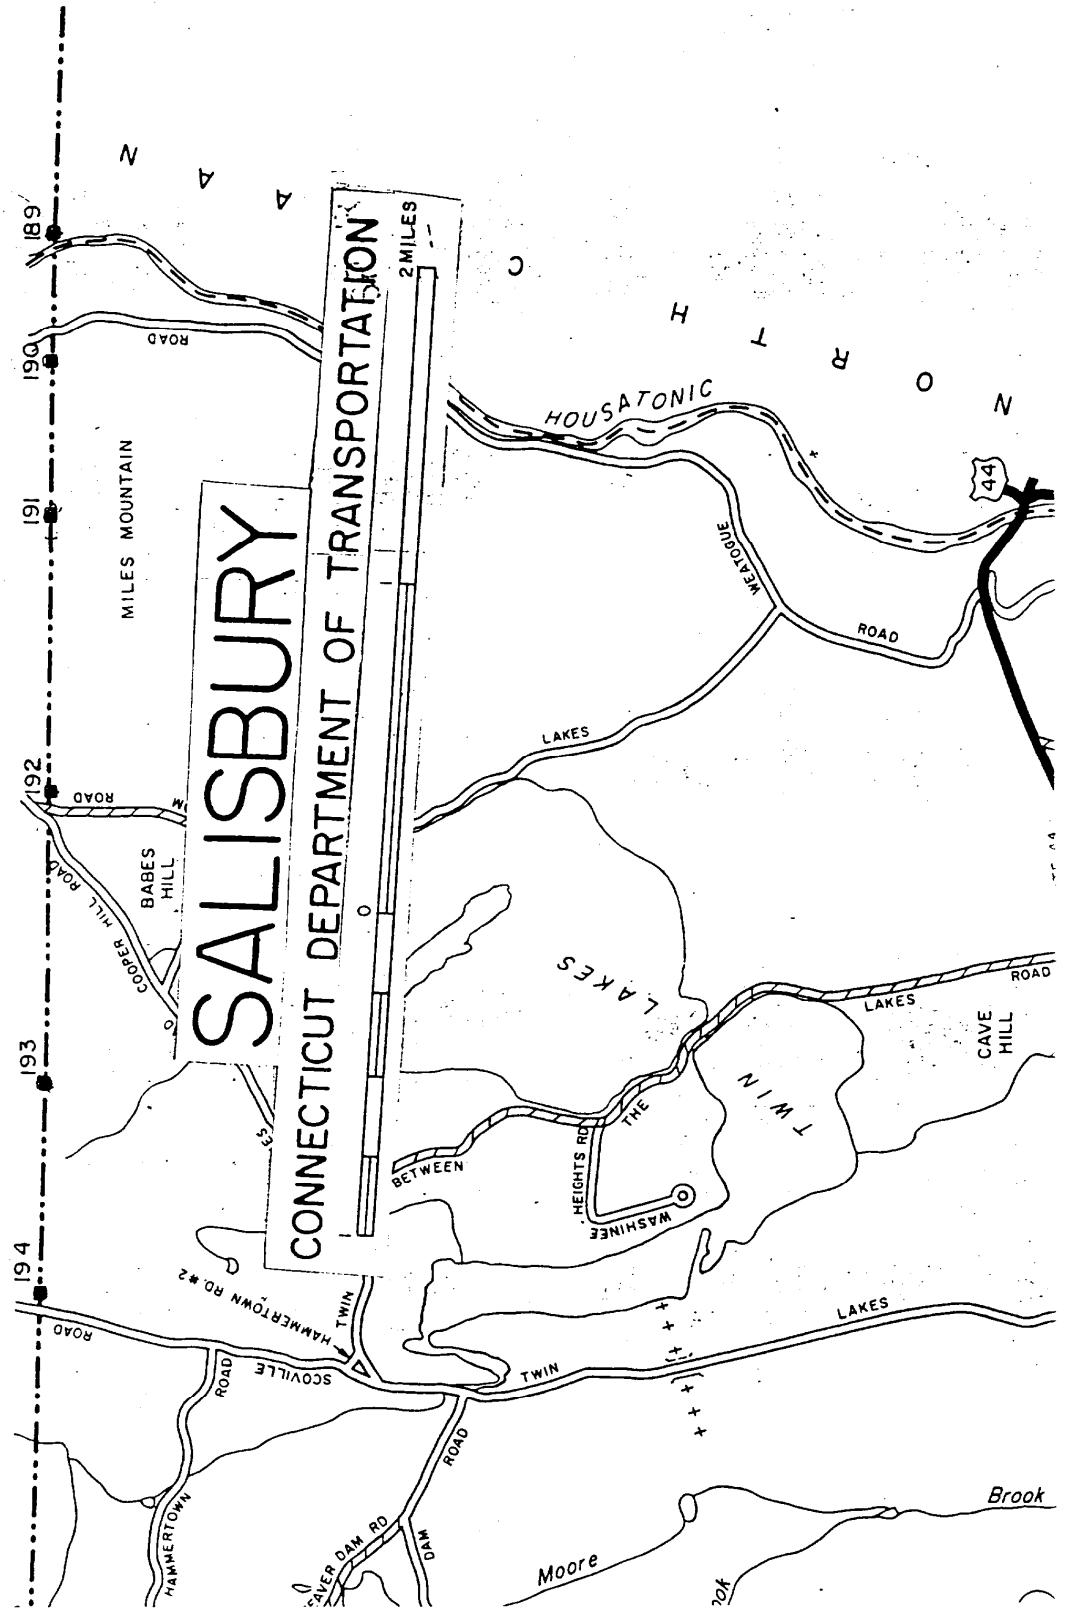 SALISBURY
CONNECTICUT DEPARTMENT OF TRANSPORTATION
0
2 MILES
189
190
191
192
193
194
NORTH CANAAN
ROAD
MILES MOUNTAIN
HOUSATONIC
44
WEATOGUE
ROAD
LAKES
ROAD
BABES
HILL
COOPER HILL ROAD
TWIN LAKES
BETWEEN
THE
LAKES
ROAD
CAVE
HILL
HEIGHTS RD
WASHINEE
HAMMERTOWN RD. #2
TWIN
ROAD
SCOVILLE
TWIN
LAKES
ROAD
HAMMERTOWN
ROAD
DAM
DAM RD
Moore
Brook